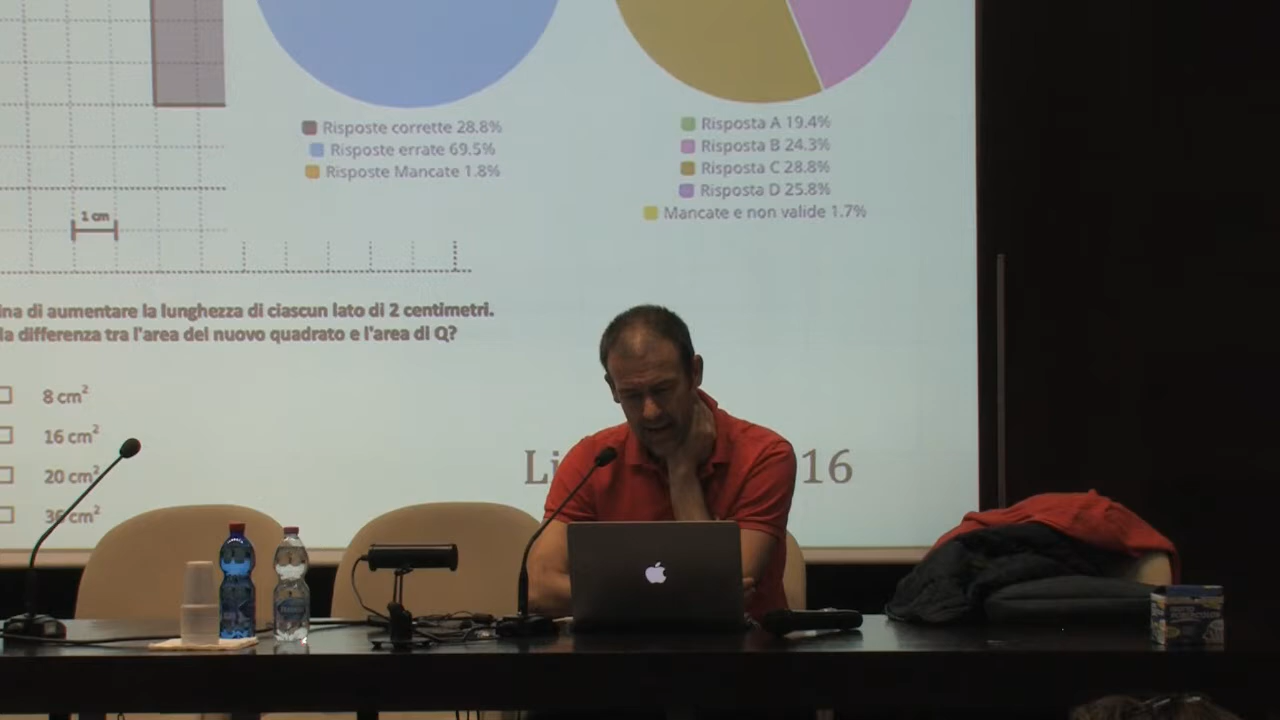 Risposte corrette 28.8%
Risposte errate 69.5%
Risposte Mancate 1.8%
Risposta A 19.4%
Risposta B 24.3%
Risposta C 28.8%
Risposta D 25.8%
Mancate e non valide 1.7%
1 cm
ina di aumentare la lunghezza di ciascun lato di 2 centimetri.
la differenza tra l'area del nuovo quadrato e l'area di Q?
8 cm²
16 cm²
20 cm²
36 cm²
Li 16